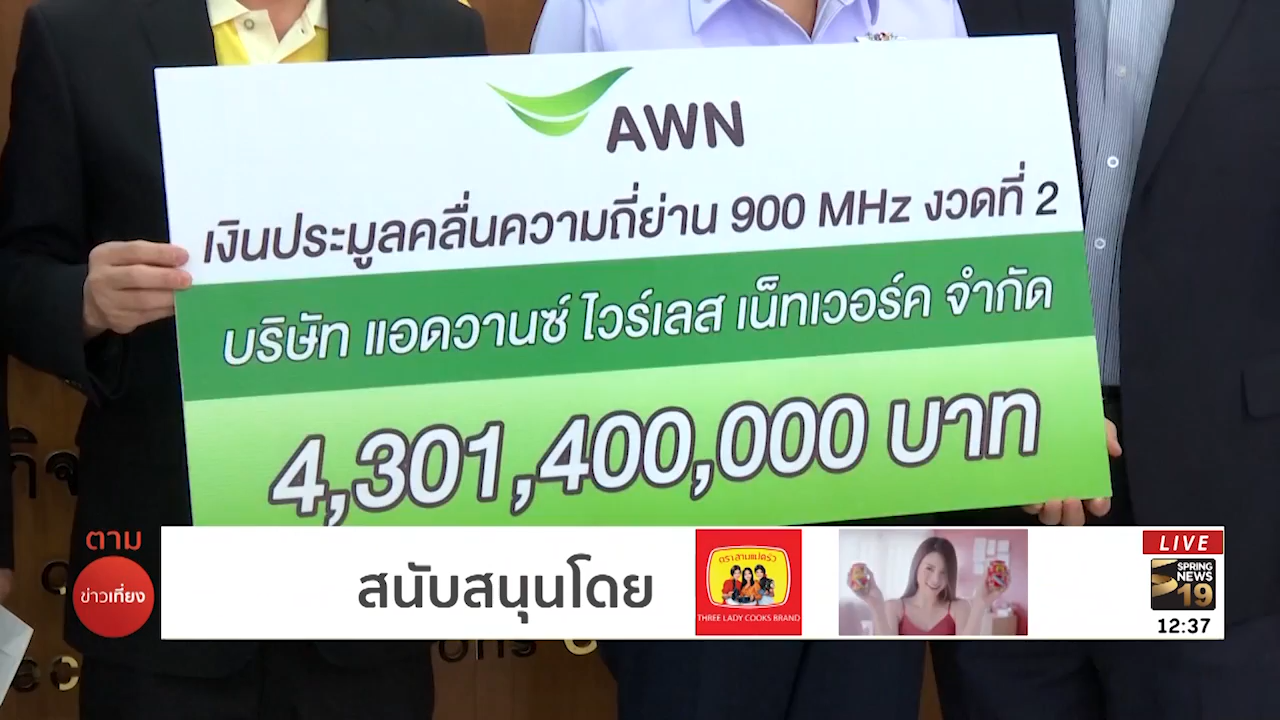 AWN
เงินประมูลคลื่นความถี่ย่าน 900 MHz งวดที่ 2
บริษัท แอดวานซ์ ไวร์เลส เน็ทเวอร์ค จำกัด
4,301,400,000 บาท
ตาม
ข่าวเที่ยง
สนับสนุนโดย
ตราสามแม่ครัว
THREE LADY COOKS BRAND
LIVE
SPRING
NEWS
19
12:37